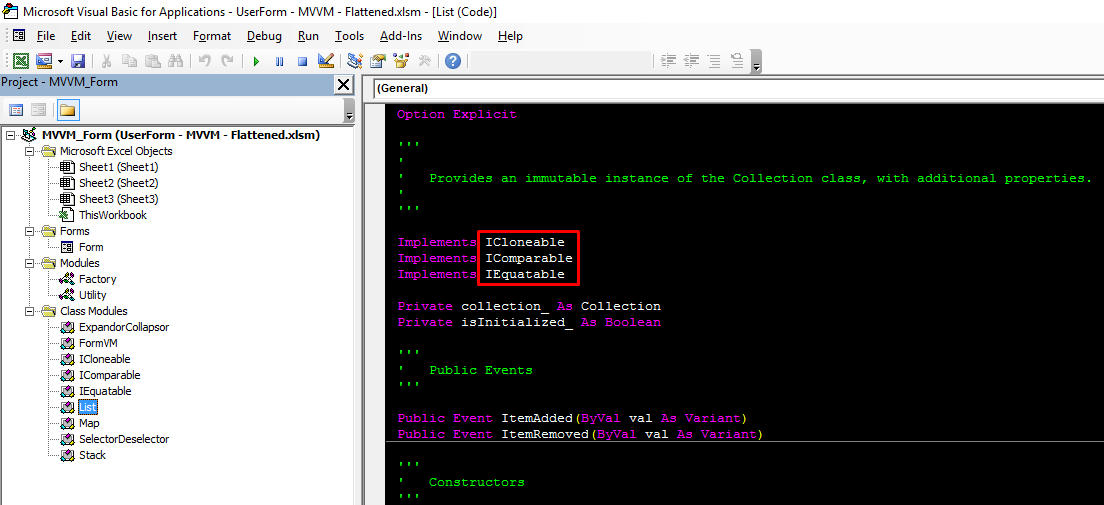 Microsoft Visual Basic for Applications - UserForm - MVVM - Flattened.xlsm - [List (Code)]
File Edit View Insert Format Debug Run Tools Add-Ins Window Help
Project - MVVM_Form
MVVM_Form (UserForm - MVVM - Flattened.xlsm)
Microsoft Excel Objects
Sheet1 (Sheet1)
Sheet2 (Sheet2)
Sheet3 (Sheet3)
ThisWorkbook
Forms
Form
Modules
Factory
Utility
Class Modules
ExpandorCollapsor
FormVM
ICloneable
IComparable
IEquatable
List
Map
SelectorDeselector
Stack
(General)
Option Explicit
'''
'
'   Provides an immutable instance of the Collection class, with additional properties.
'
'''
Implements ICloneable
Implements IComparable
Implements IEquatable
Private collection_ As Collection
Private isInitialized_ As Boolean
'''
'   Public Events
'''
Public Event ItemAdded(ByVal val As Variant)
Public Event ItemRemoved(ByVal val As Variant)
'''
'   Constructors
'''